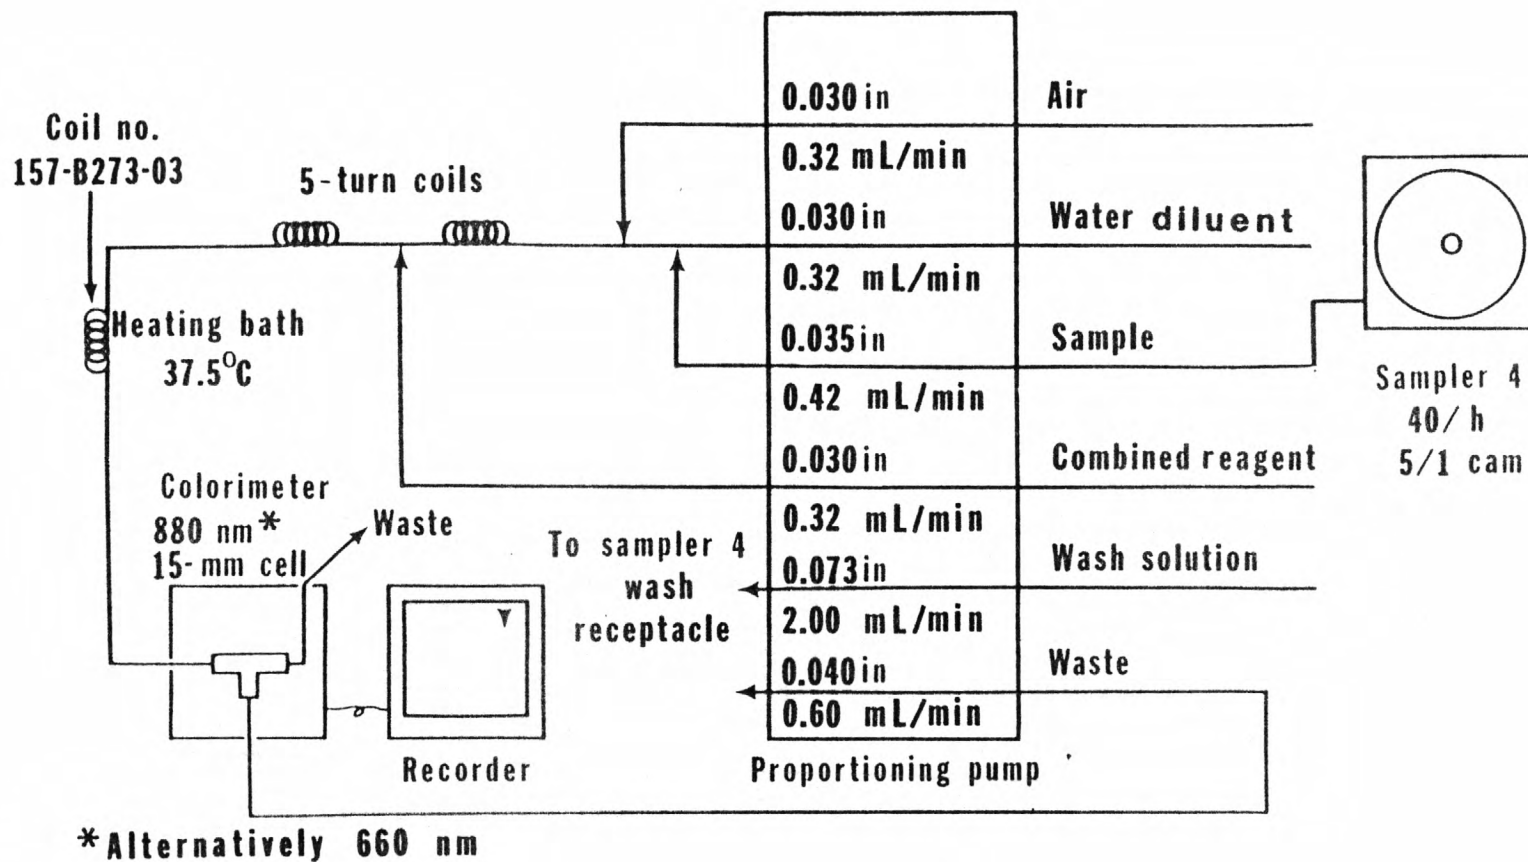 Coil no.
157-B273-03
5-turn coils
Heating bath
37.5°C
Colorimeter
880 nm*
15-mm cell
Waste
Recorder
To sampler 4
wash
receptacle
0.030 in
Air
0.32 mL/min
0.030 in
Water diluent
0.32 mL/min
0.035 in
Sample
0.42 mL/min
0.030 in
Combined reagent
0.32 mL/min
0.073 in
Wash solution
2.00 mL/min
0.040 in
Waste
0.60 mL/min
Proportioning pump
Sampler 4
40/h
5/1 cam
*Alternatively 660 nm